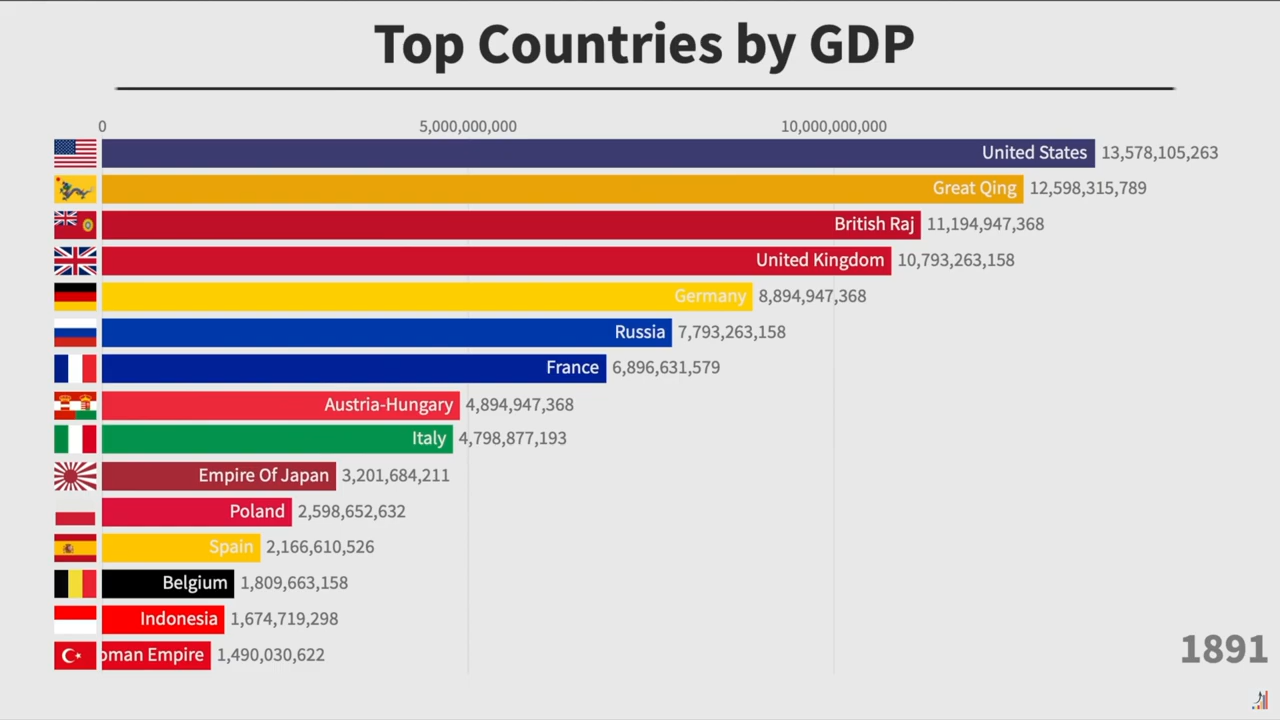 Top Countries by GDP
0 5,000,000,000 10,000,000,000
United States 13,578,105,263
Great Qing 12,598,315,789
British Raj 11,194,947,368
United Kingdom 10,793,263,158
Germany 8,894,947,368
Russia 7,793,263,158
France 6,896,631,579
Austria-Hungary 4,894,947,368
Italy 4,798,877,193
Empire Of Japan 3,201,684,211
Poland 2,598,652,632
Spain 2,166,610,526
Belgium 1,809,663,158
Indonesia 1,674,719,298
oman Empire 1,490,030,622
1891